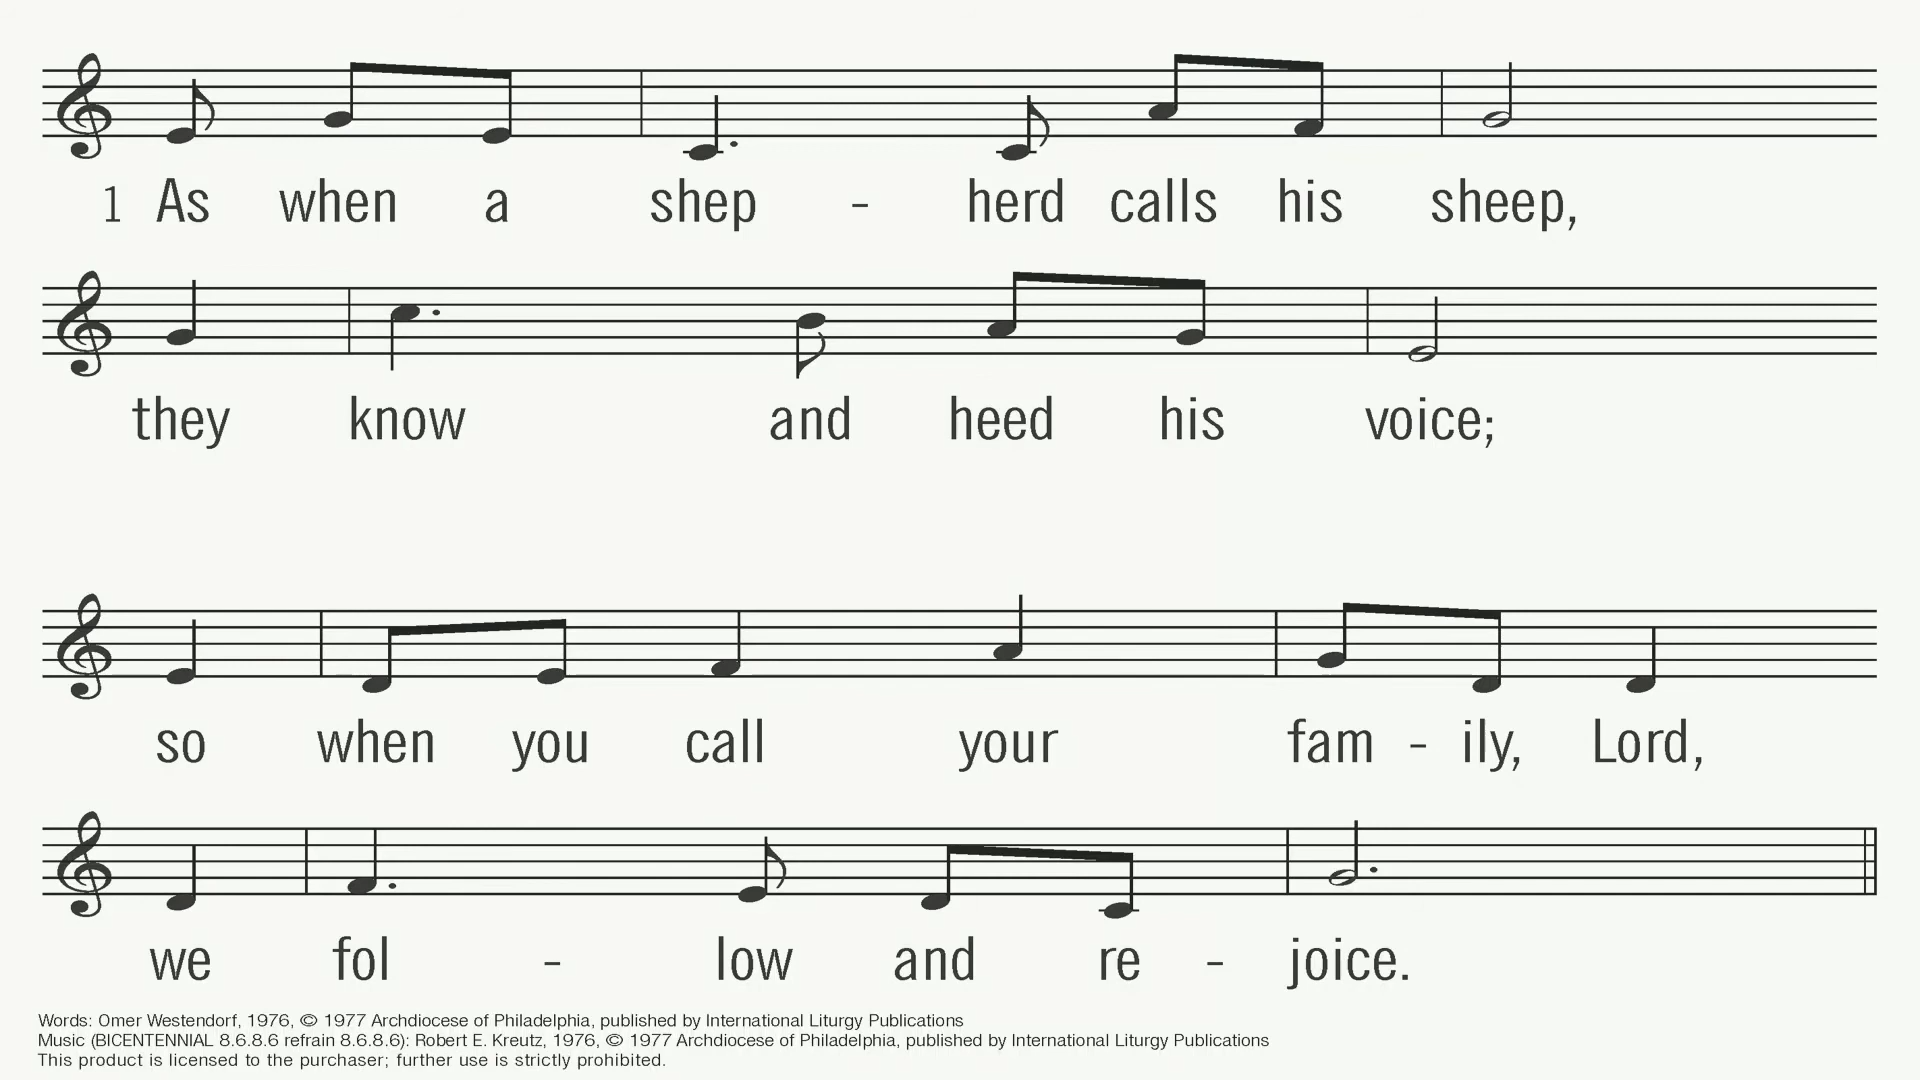 1 As when a shep - herd calls his sheep,
they know and heed his voice;
so when you call your fam - ily, Lord,
we fol - low and re - joice.
Words: Omer Westendorf, 1976, © 1977 Archdiocese of Philadelphia, published by International Liturgy Publications
Music (BICENTENNIAL 8.6.8.6 refrain 8.6.8.6): Robert E. Kreutz, 1976, © 1977 Archdiocese of Philadelphia, published by International Liturgy Publications
This product is licensed to the purchaser; further use is strictly prohibited.